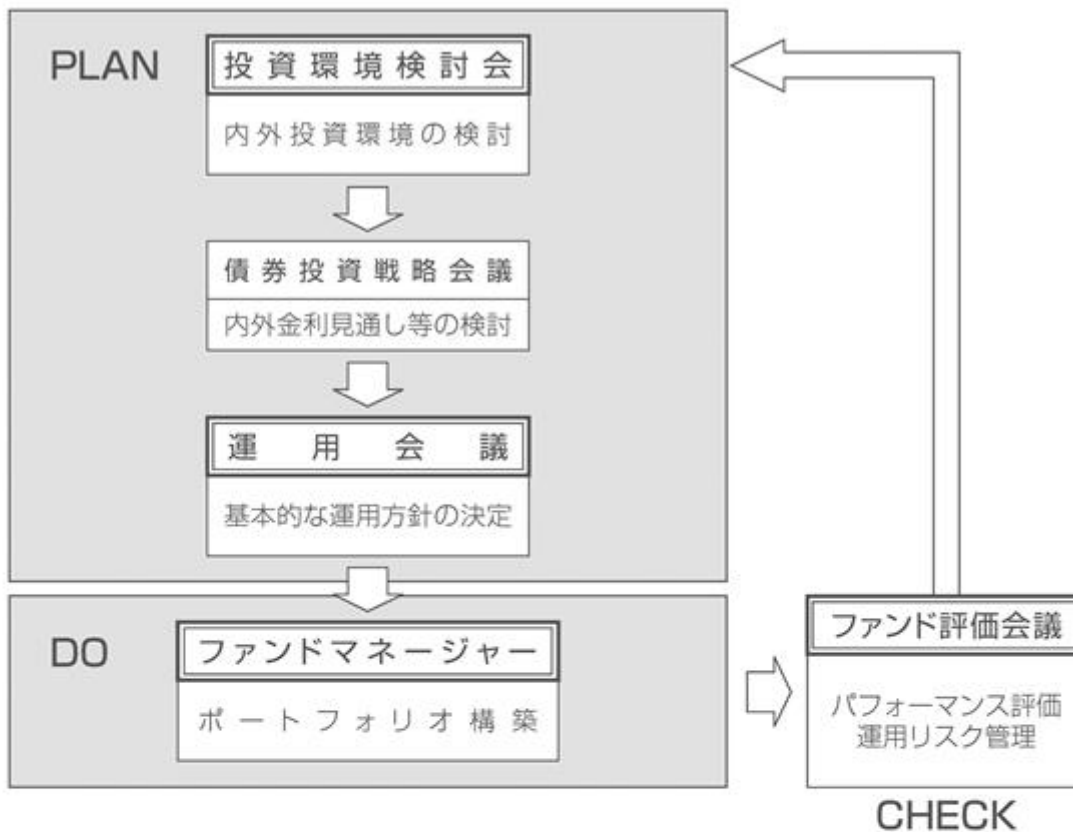 PLAN
投資環境検討会
内外投資環境の検討
債券投資戦略会議
内外金利見通し等の検討
運用会議
基本的な運用方針の決定
DO
ファンドマネージャー
ポートフォリオ構築
ファンド評価会議
パフォーマンス評価
運用リスク管理
CHECK